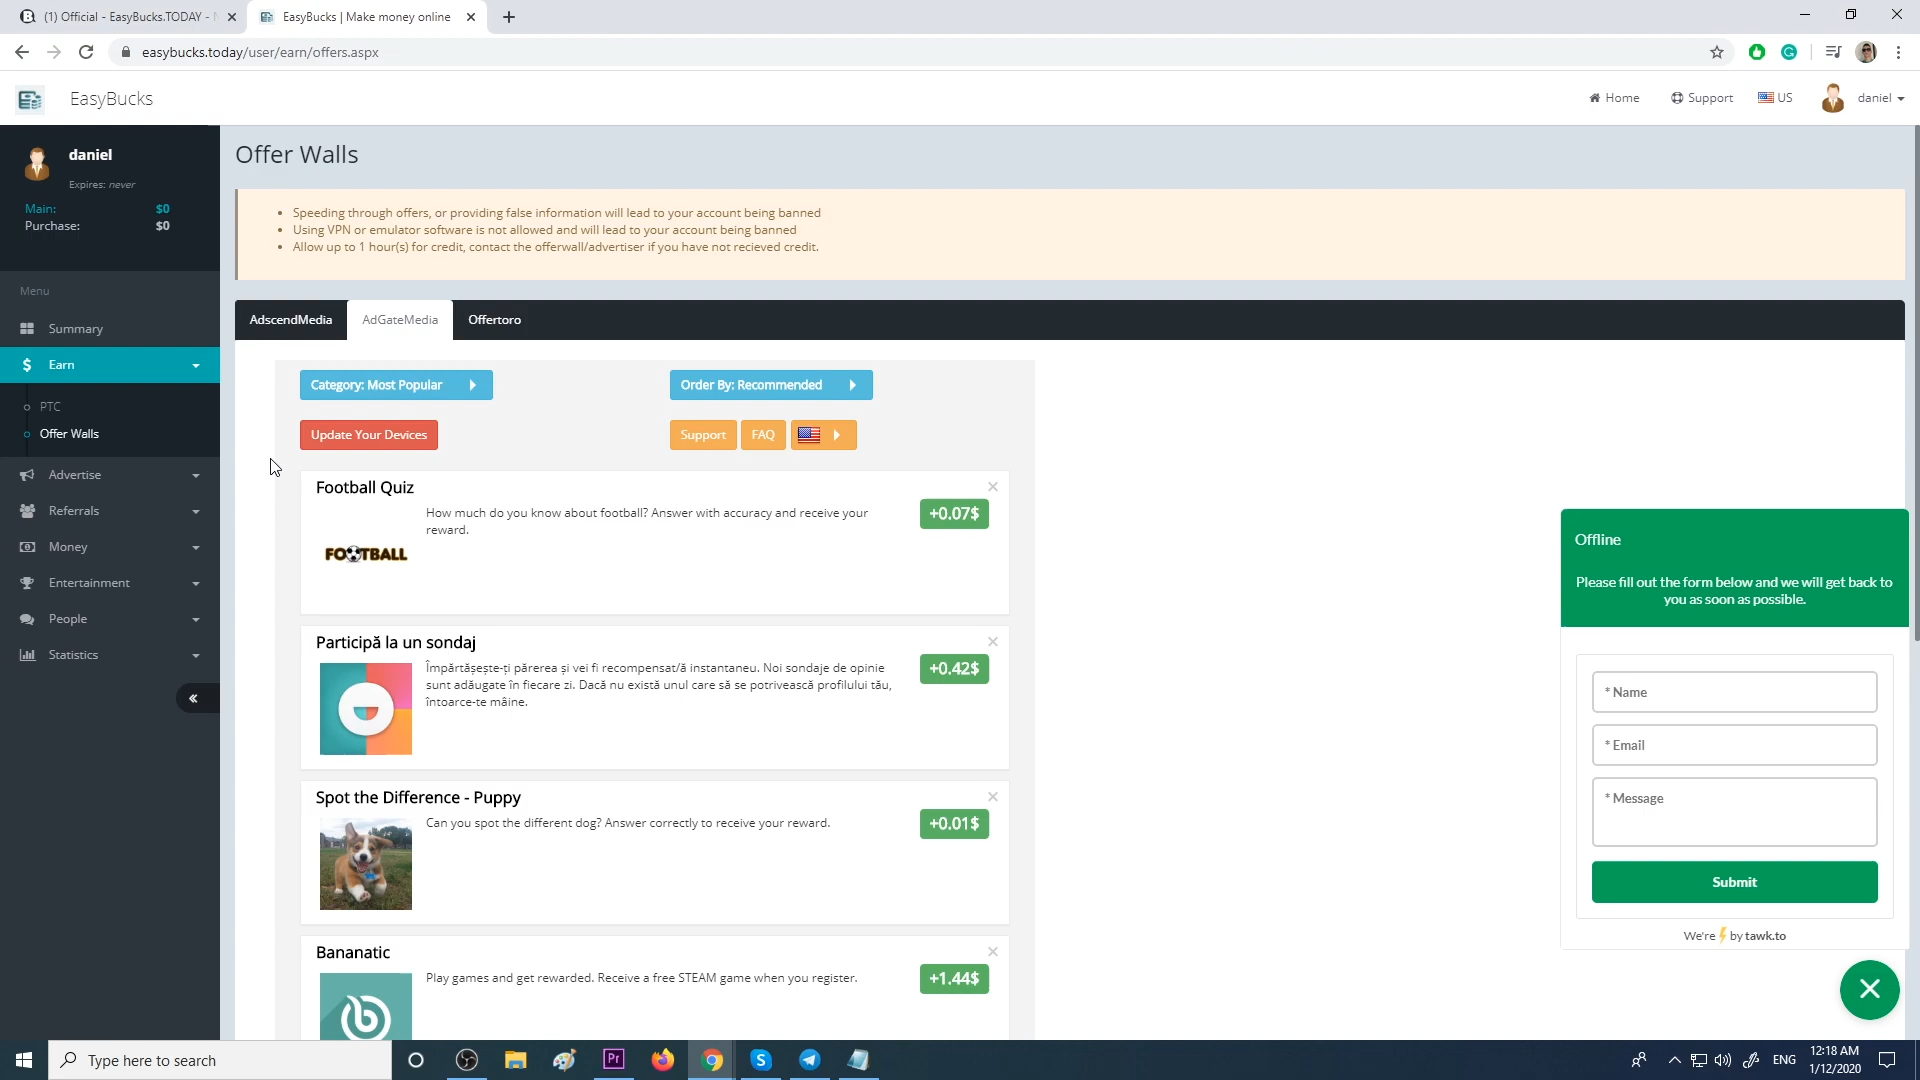 (1) Official - EasyBucks.TODAY -
EasyBucks | Make money online
easybucks.today/user/earn/offers.aspx
EasyBucks
Home
Support
US
daniel
daniel
Expires: never
Main: $0
Purchase: $0
Menu
Summary
$ Earn
PTC
Offer Walls
Advertise
Referrals
Money
Entertainment
People
Statistics
«
Offer Walls
• Speeding through offers, or providing false information will lead to your account being banned
• Using VPN or emulator software is not allowed and will lead to your account being banned
• Allow up to 1 hour(s) for credit, contact the offerwall/advertiser if you have not recieved credit.
AdscendMedia
AdGateMedia
Offertoro
Category: Most Popular
Order By: Recommended
Update Your Devices
Support
FAQ
Football Quiz
How much do you know about football? Answer with accuracy and receive your
reward.
+0.07$
FOOTBALL
Participă la un sondaj
Împărtășește-ți părerea și vei fi recompensat/ă instantaneu. Noi sondaje de opinie
sunt adăugate în fiecare zi. Dacă nu există unul care să se potrivească profilului tău,
întoarce-te mâine.
+0.42$
Spot the Difference - Puppy
Can you spot the different dog? Answer correctly to receive your reward.
+0.01$
Bananatic
Play games and get rewarded. Receive a free STEAM game when you register.
+1.44$
Offline
Please fill out the form below and we will get back to
you as soon as possible.
* Name
* Email
* Message
Submit
We're by tawk.to
Type here to search
Pr
ENG
12:18 AM
1/12/2020